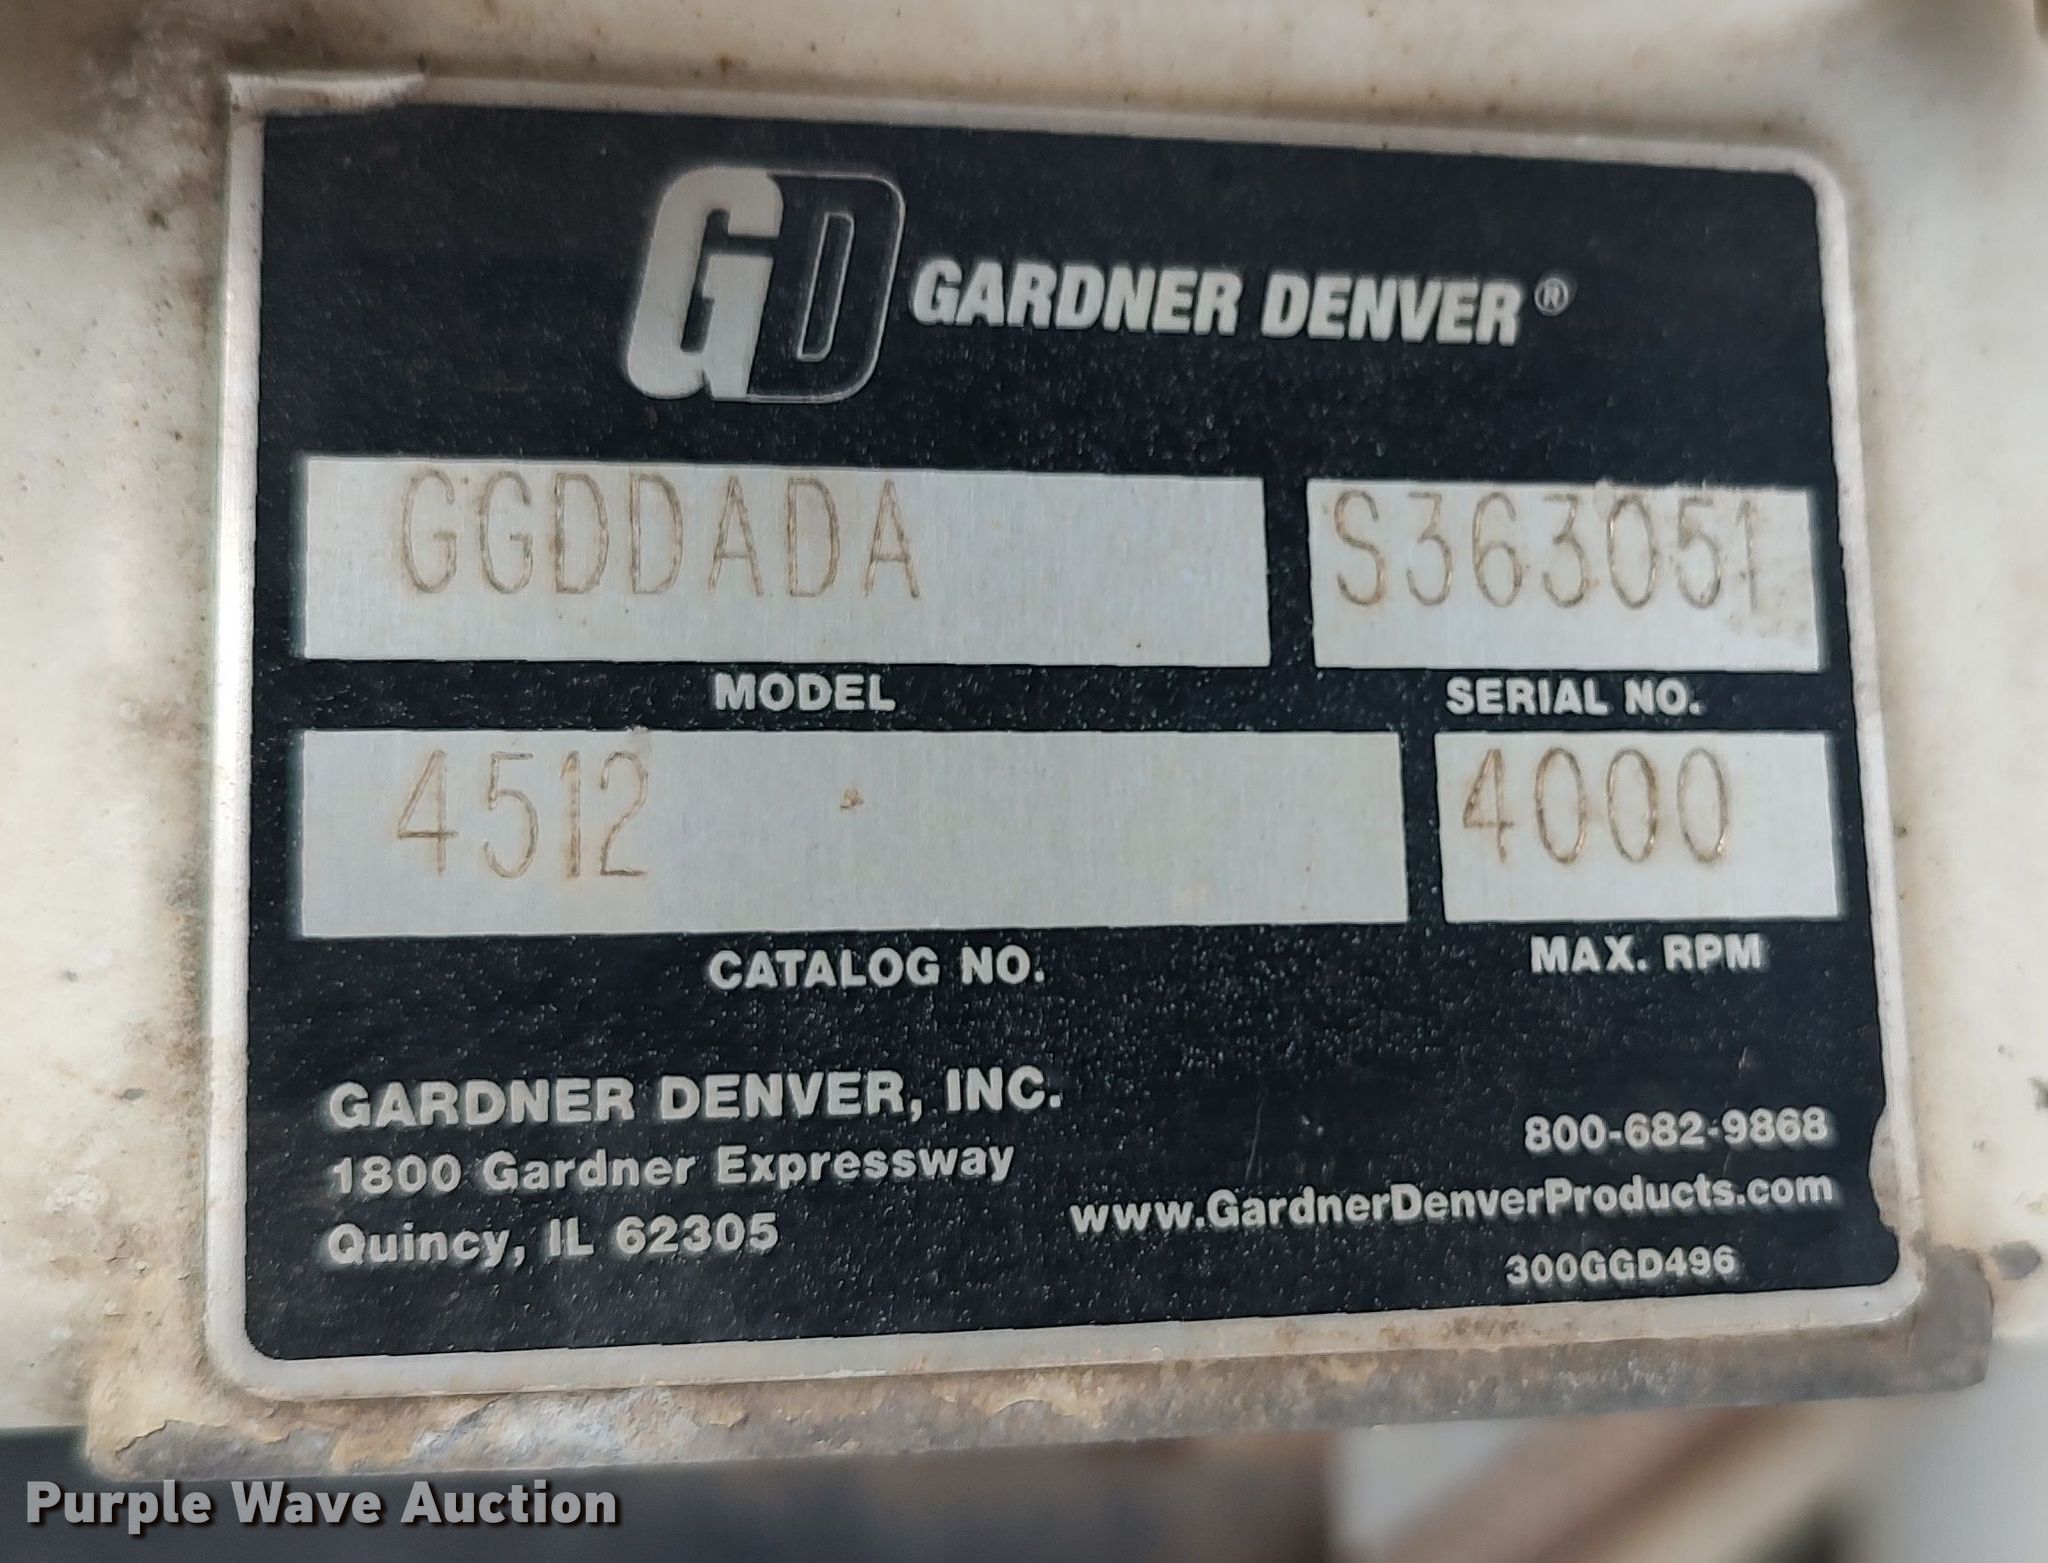 GD GARDNER DENVER®
GGDDADA S363051
MODEL SERIAL NO.
4512 4000
CATALOG NO. MAX. RPM
GARDNER DENVER, INC.
1800 Gardner Expressway
Quincy, IL 62305
800-682-9868
www.GardnerDenverProducts.com
300GGD496
Purple Wave Auction